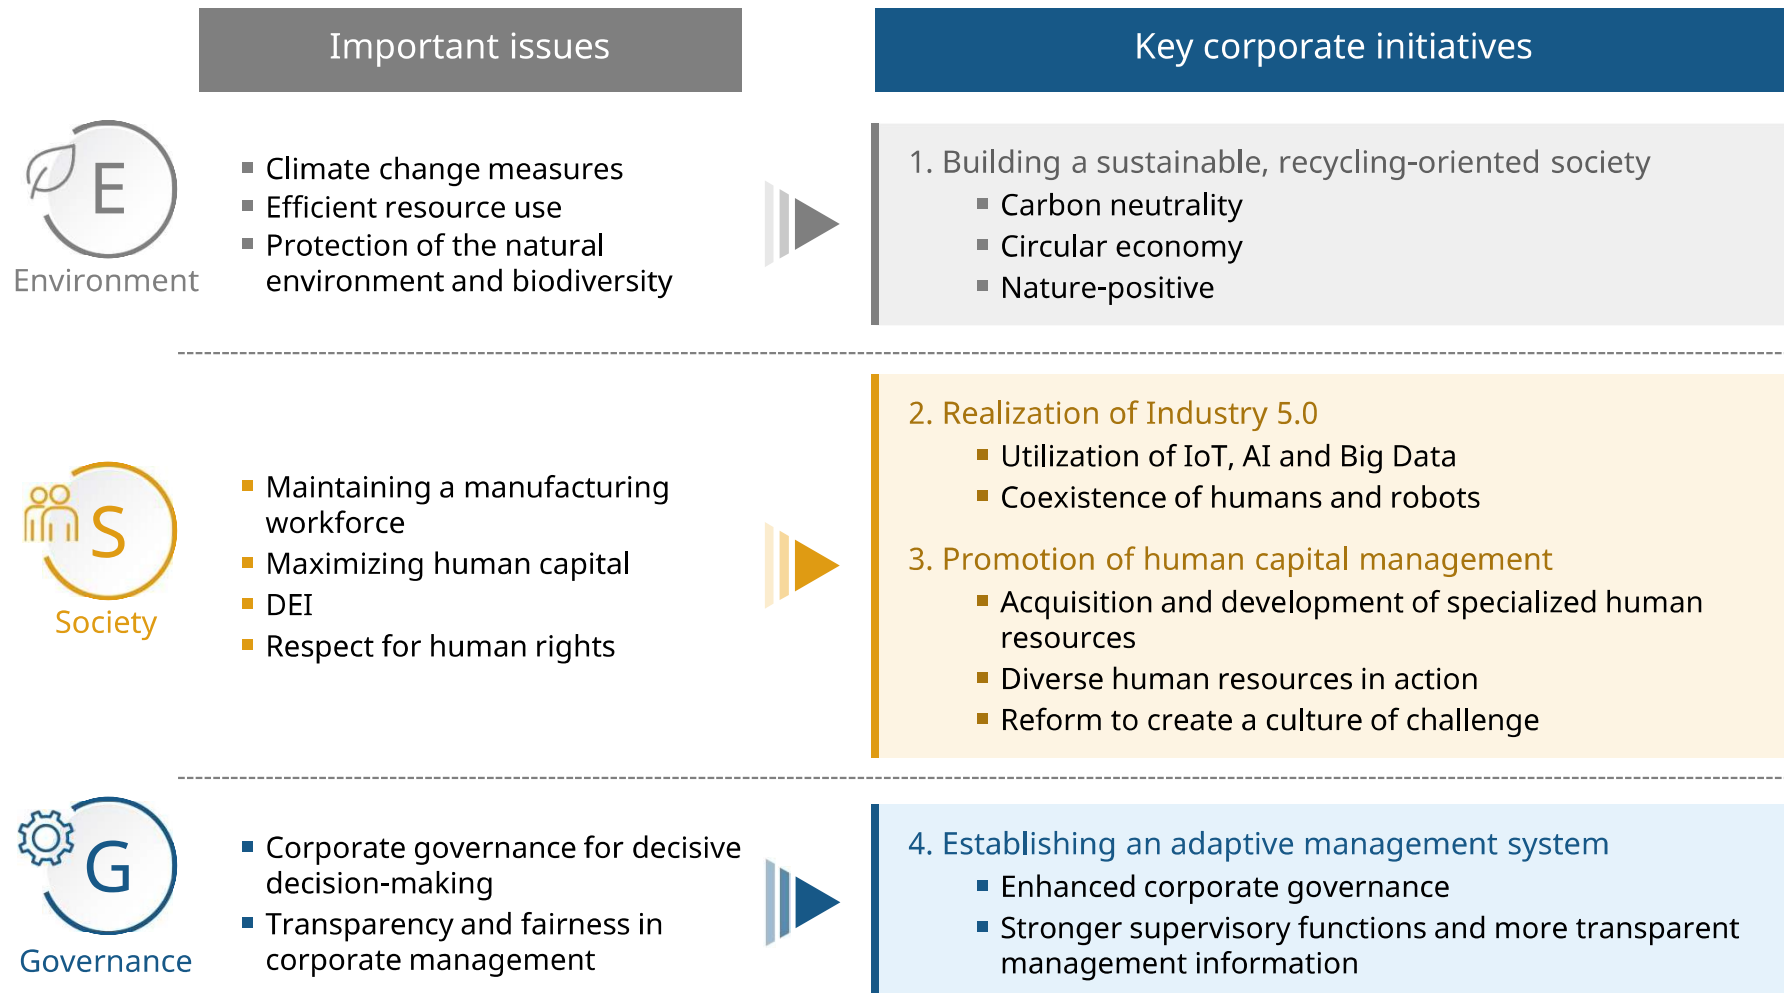 Important issues
Key corporate initiatives
E
Environment
Climate change measures
Efficient resource use
Protection of the natural
environment and biodiversity
1. Building a sustainable, recycling-oriented society
Carbon neutrality
Circular economy
Nature-positive
S
Society
Maintaining a manufacturing
workforce
Maximizing human capital
DEI
Respect for human rights
2. Realization of Industry 5.0
Utilization of IoT, AI and Big Data
Coexistence of humans and robots
3. Promotion of human capital management
Acquisition and development of specialized human
resources
Diverse human resources in action
Reform to create a culture of challenge
G
Governance
Corporate governance for decisive
decision-making
Transparency and fairness in
corporate management
4. Establishing an adaptive management system
Enhanced corporate governance
Stronger supervisory functions and more transparent
management information